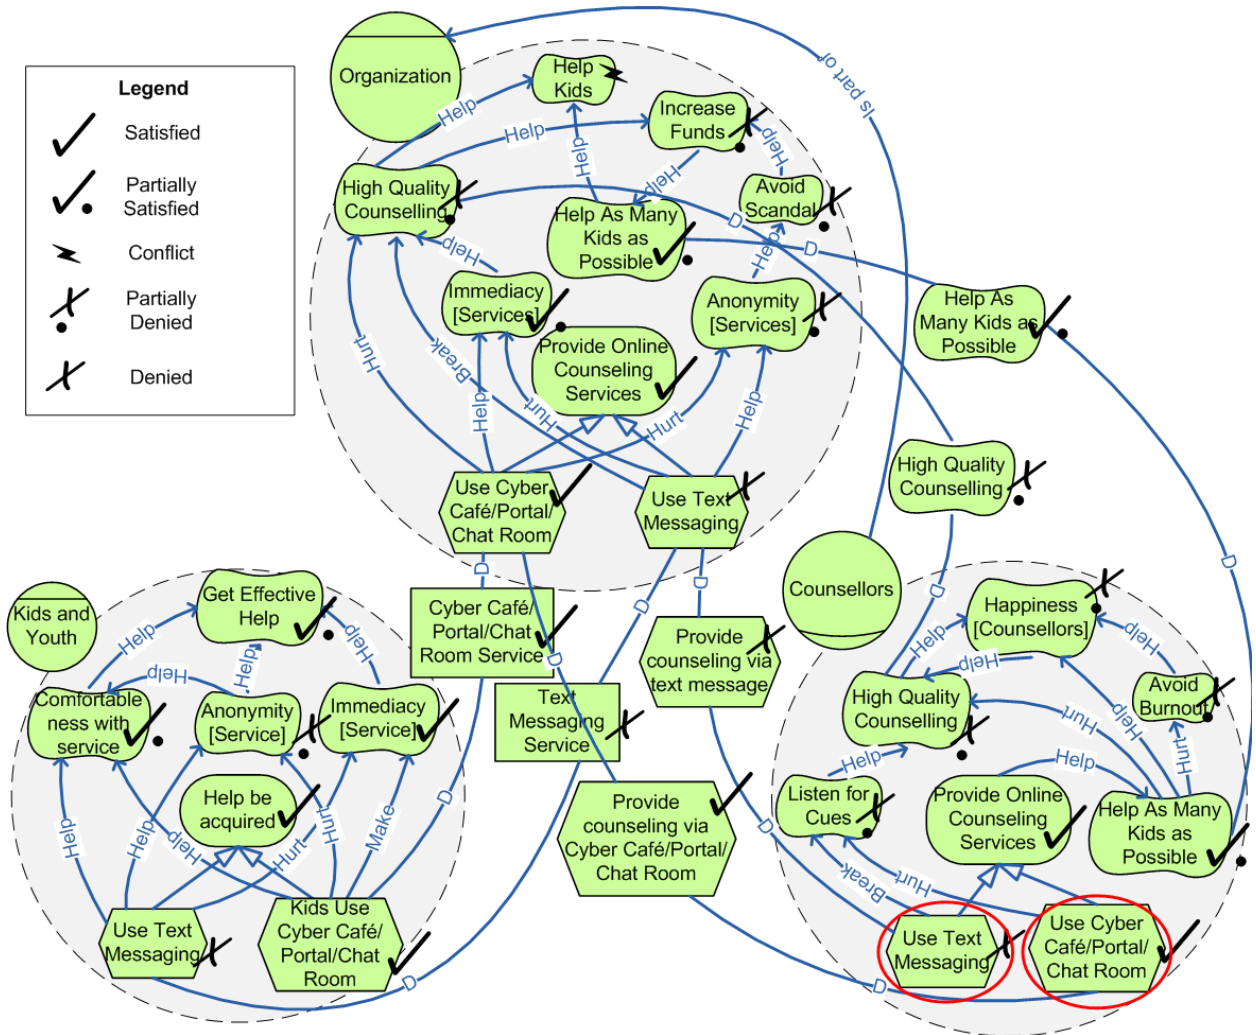 Legend
Satisfied
Partially
Satisfied
Conflict
Partially
Denied
Denied
Organization
Help
Kids
Increase
Funds
Avoid
Scandal
High Quality
Counselling
Help As Many
Kids as
Possible
Immediacy
[Services]
Anonymity
[Services]
Provide Online
Counseling
Services
Use Cyber
Café/Portal/
Chat Room
Use Text
Messaging
Help
Help
Help
Help
Help
Help
Help
Hurt
Break
Help
Hurt
Hurt
Help
Is part of
D
D
Help As
Many Kids as
Possible
High Quality
Counselling
D
D
D
D
D
D
Cyber Café/
Portal/Chat
Room Service
Text
Messaging
Service
Provide
counseling via
text message
Provide
counseling via
Cyber Café/Portal/
Chat Room
Kids and
Youth
Get Effective
Help
Comfortable
ness with
service
Anonymity
[Service]
Immediacy
[Service]
Help be
acquired
Use Text
Messaging
Kids Use
Cyber Café/
Portal/Chat
Room
Help
Help
Help
Help
Help
Help
Help
Hurt
Hurt
Make
D
D
Counsellors
Happiness
[Counsellors]
High Quality
Counselling
Avoid
Burnout
Listen for
Cues
Provide Online
Counseling
Services
Help As Many
Kids as
Possible
Use Text
Messaging
Use Cyber
Café/Portal/
Chat Room
Help
Help
Help
Hurt
Help
Hurt
Help
Help
Break
Hurt
D
D